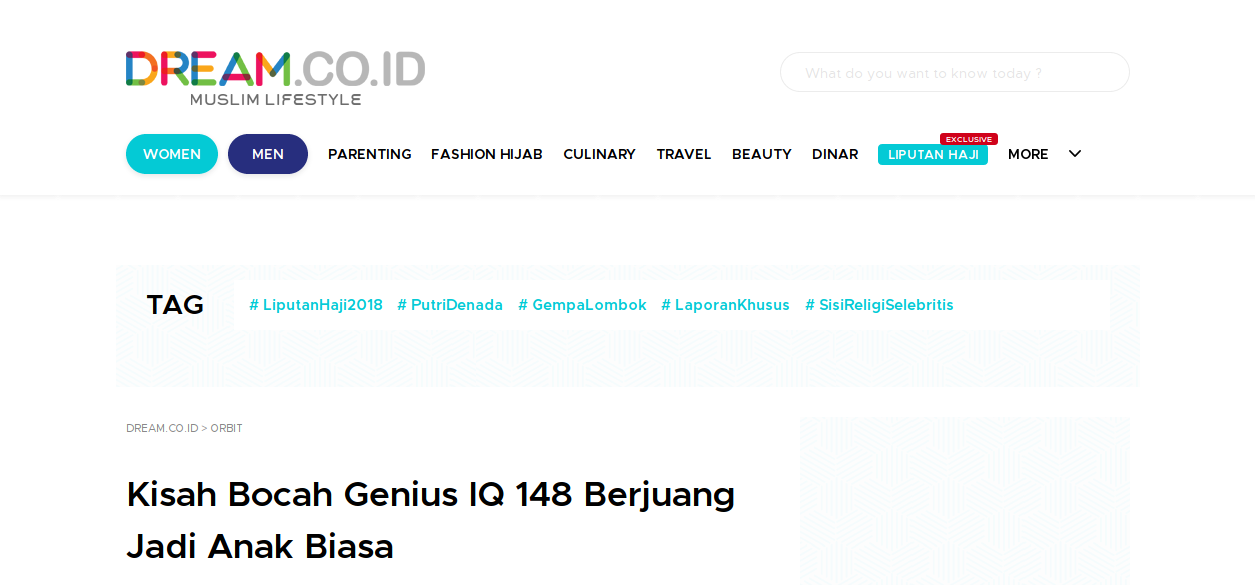 DREAM.CO.ID
MUSLIM LIFESTYLE
What do you want to know today ?
WOMEN MEN PARENTING FASHION HIJAB CULINARY TRAVEL BEAUTY DINAR LIPUTAN HAJI EXCLUSIVE MORE
TAG # LiputanHaji2018 # PutriDenada # GempaLombok # LaporanKhusus # SisiReligiSelebritis
DREAM.CO.ID > ORBIT
Kisah Bocah Genius IQ 148 Berjuang
Jadi Anak Biasa